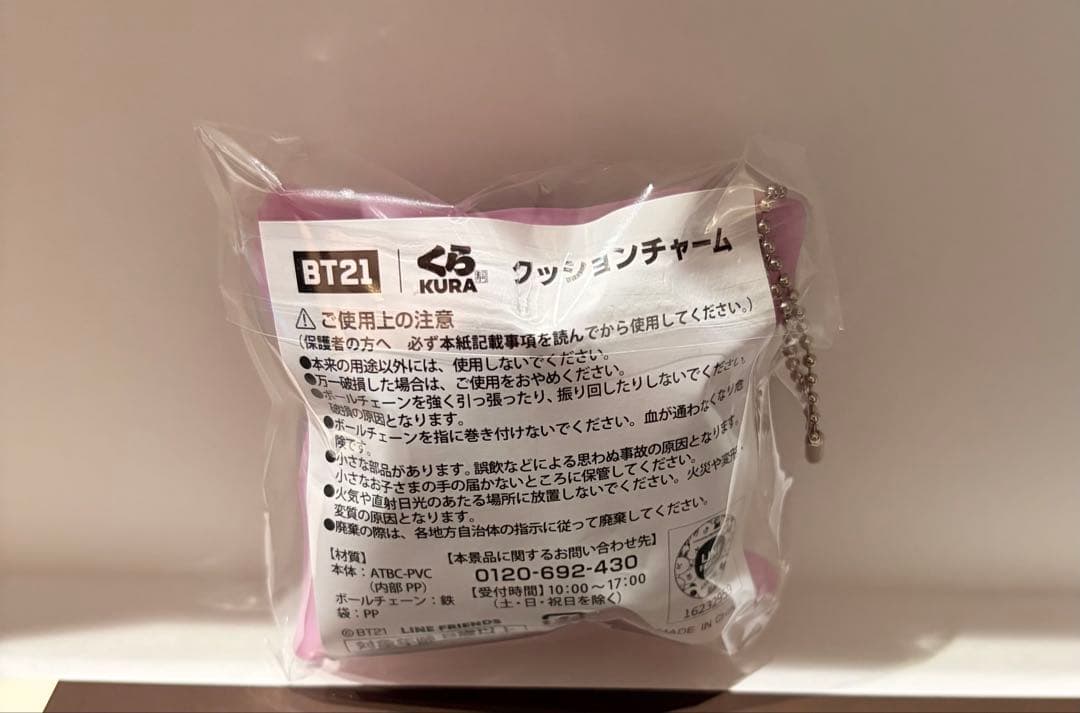 BT21 くら KURA クッションチャーム
⚠ご使用上の注意
(保護者の方へ 必ず本紙記載事項を読んでから使用してください。)
●本来の用途以外には、使用しないでください。
●万一破損した場合は、ご使用をおやめください。
●ボールチェーンを強く引っ張ったり、振り回したりしないでください。
破損の原因となります。
●ボールチェーンを指に巻き付けないでください。血が通わなくなり危
険です。
●小さな部品があります。誤飲などによる思わぬ事故の原因となります。
小さなお子さまの手の届かないところに保管してください。
●火気や直射日光のあたる場所に放置しないでください。火災や変形、
変質の原因となります。
●廃棄の際は、各地方自治体の指示に従って廃棄してください。
【材質】
本体:ATBC-PVC
(内部PP)
ボールチェーン:鉄
袋:PP
【本景品に関するお問い合わせ先】
0120-692-430
【受付時間】10:00~17:00
(土・日・祝日を除く)
©BT21 LINE FRIENDS
MADE IN